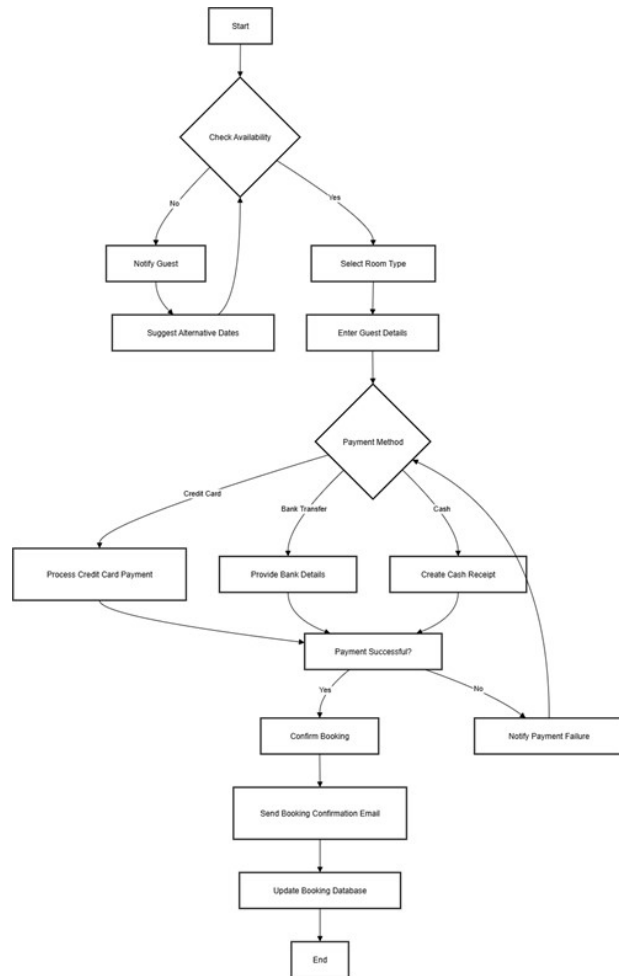 Start
Check Availability
No
Yes
Notify Guest
Select Room Type
Suggest Alternative Dates
Enter Guest Details
Payment Method
Credit Card
Bank Transfer
Cash
Process Credit Card Payment
Provide Bank Details
Create Cash Receipt
Payment Successful?
Yes
No
Confirm Booking
Notify Payment Failure
Send Booking Confirmation Email
Update Booking Database
End